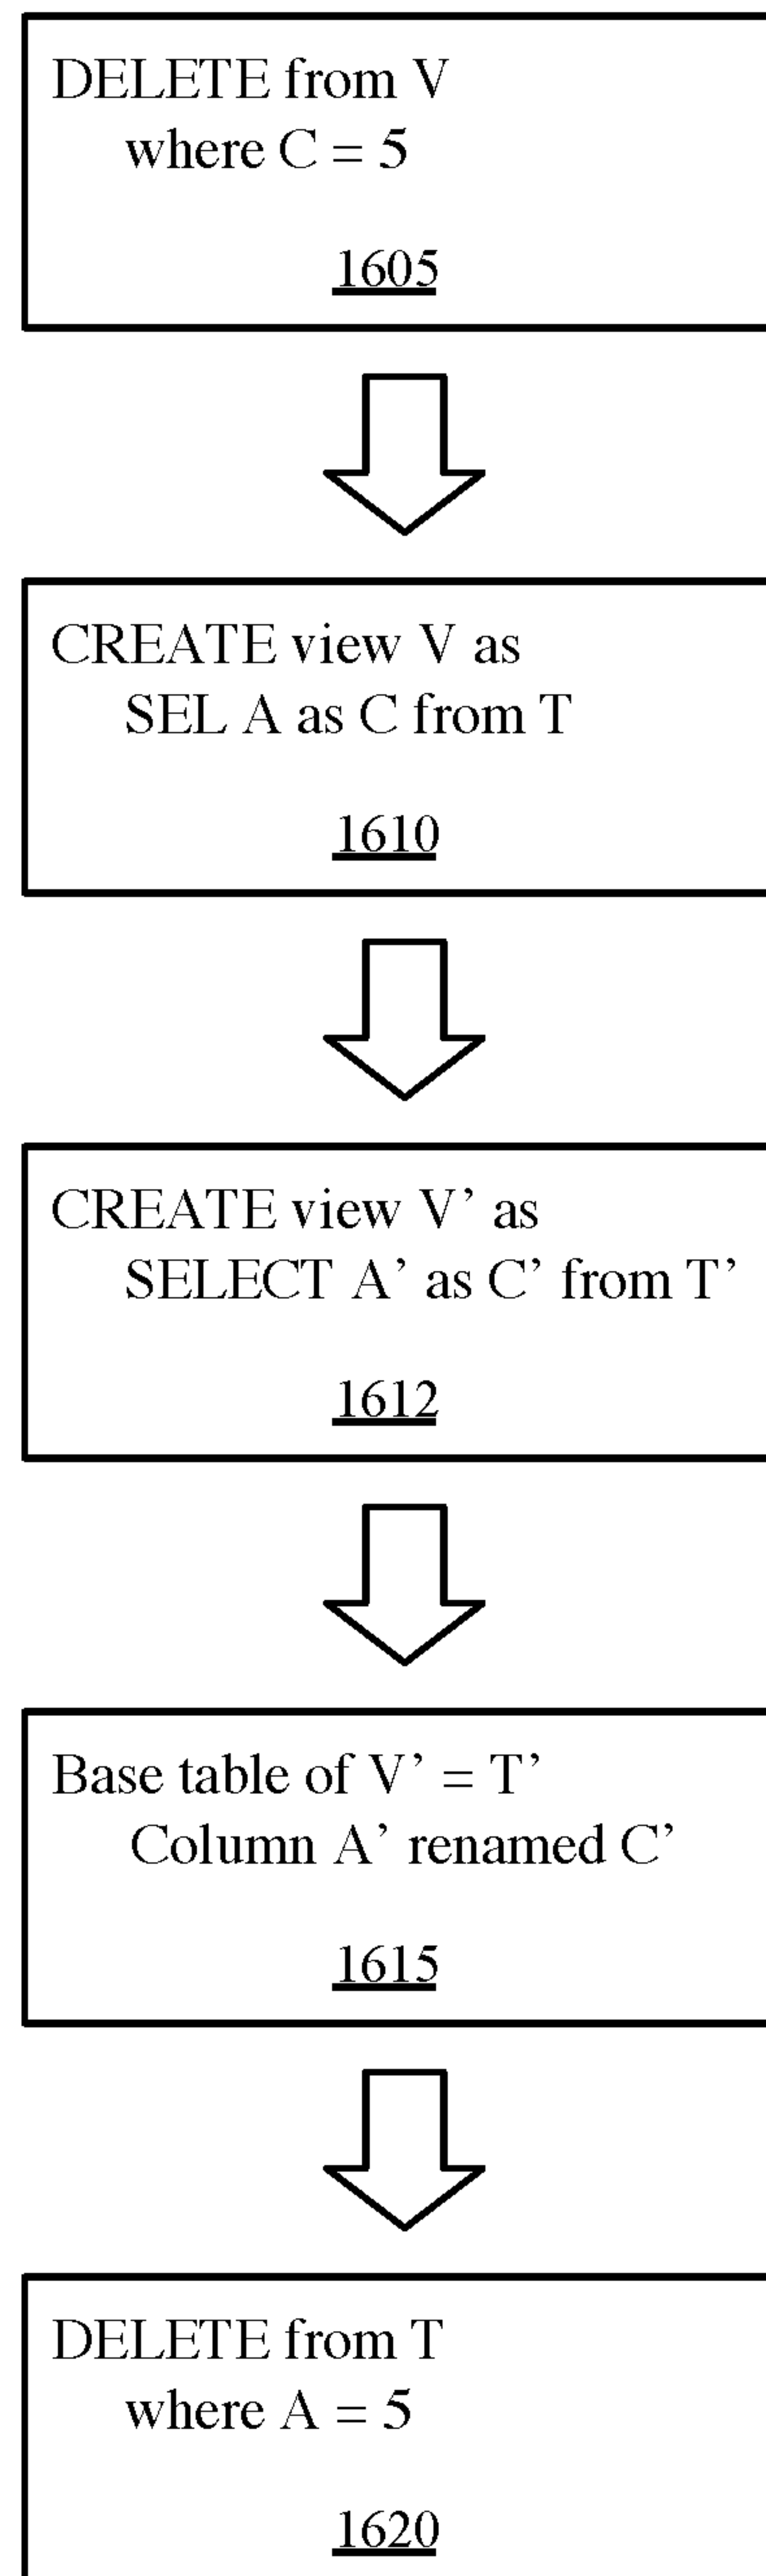 DELETE from V
where C = 5
1605
CREATE view V as
SEL A as C from T
1610
CREATE view V’ as
SELECT A’ as C’ from T’
1612
Base table of V’ = T’
Column A’ renamed C’
1615
DELETE from T
where A = 5
1620